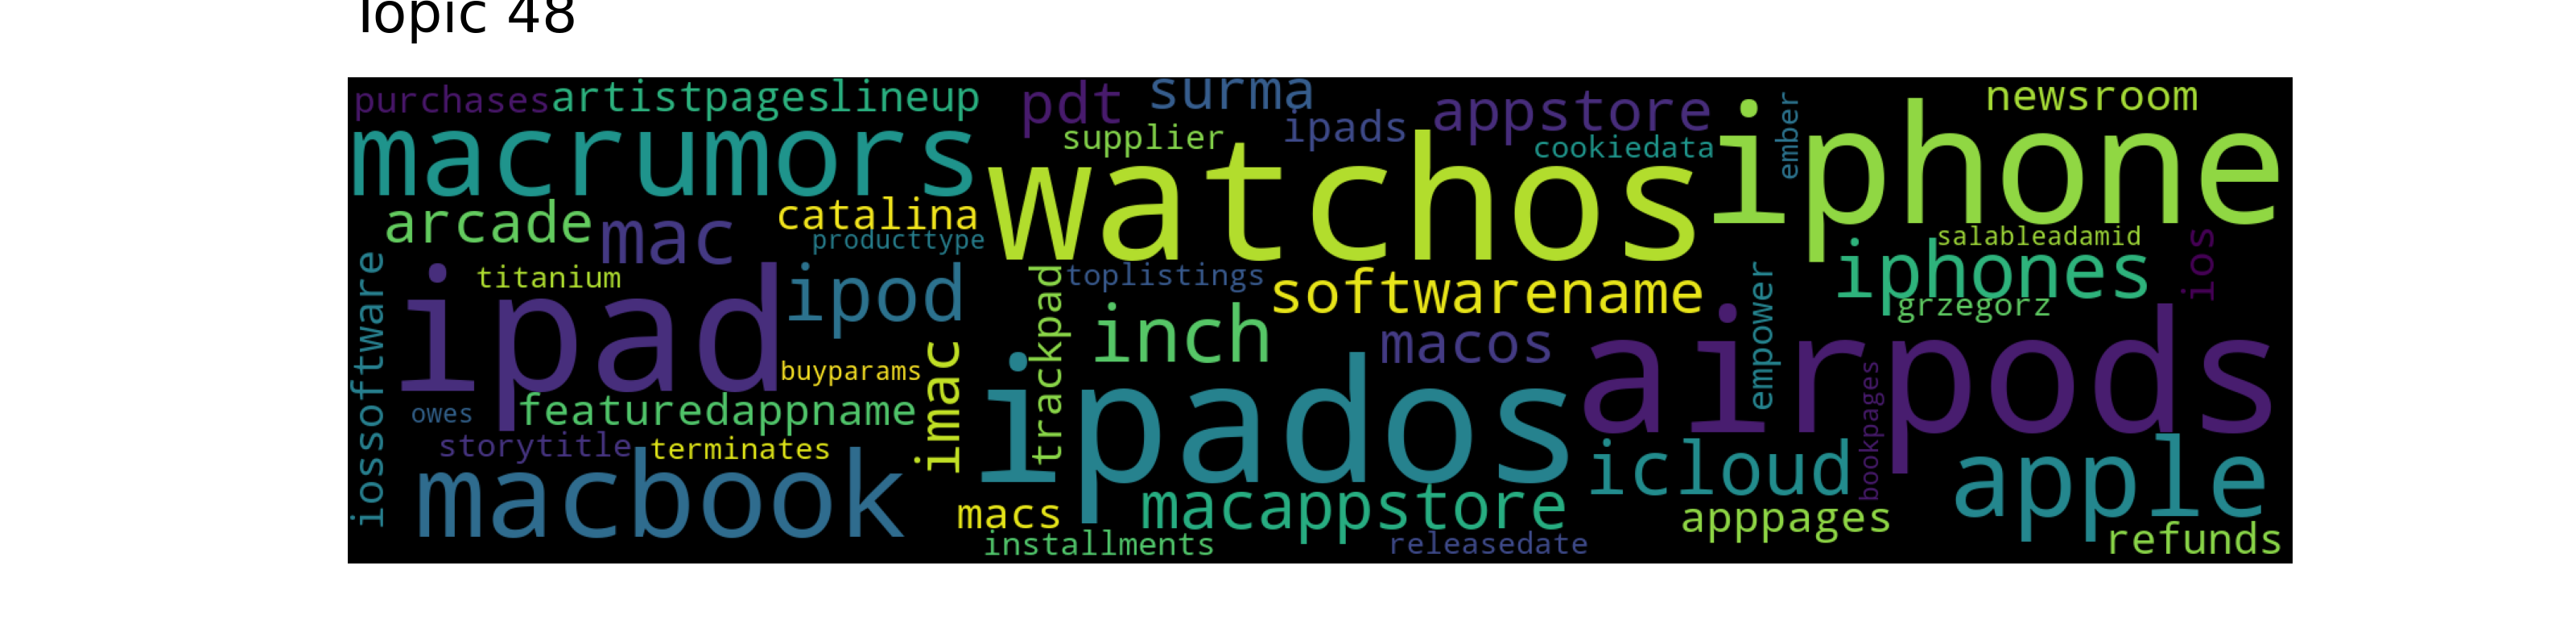 Topic 48
purchases artistpageslineup pdt surma appstore iphone ember newsroom
macrumors supplier ipads cookiedata
watchos
arcade mac catalina producttype iphones salableadamid ios
iossoftware ipad titanium ipod trackpad toplistings softwarename empower grzegorz
inch macos airpods
buyparams imac ipados bookpages
owes featuredappname
storytitle terminates icloud apple
macbook macs macappstore apppages
installments releasedate refunds